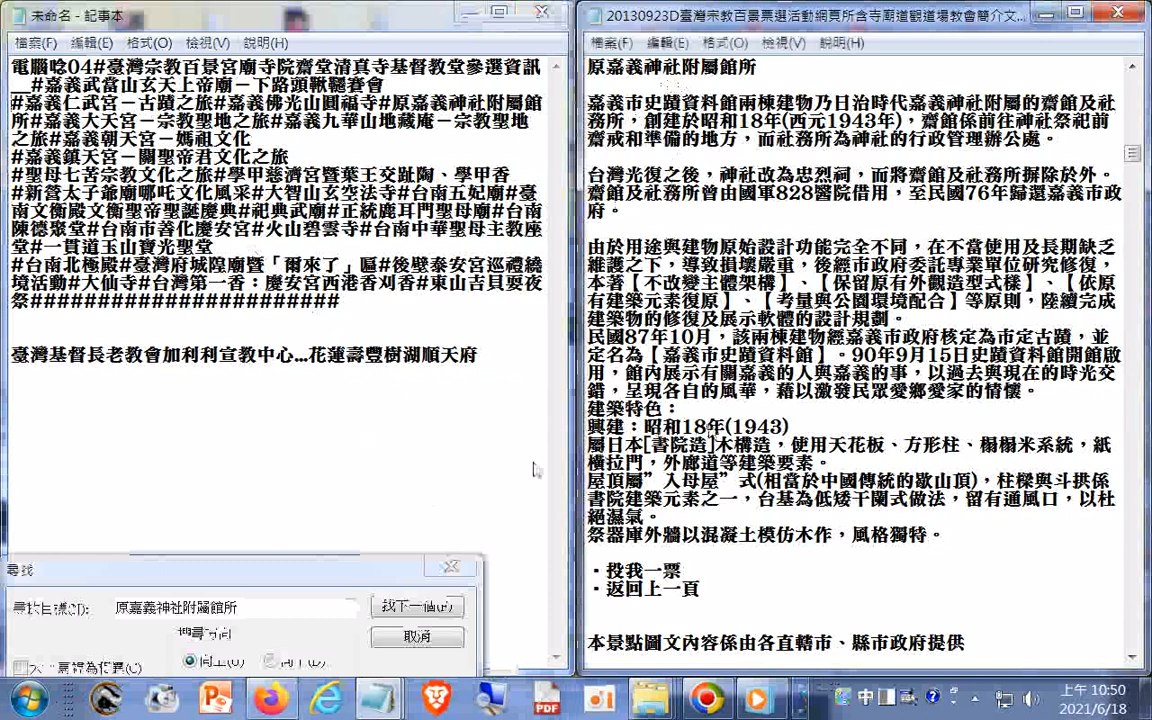 未命名 - 記事本
檔案(F) 編輯(E) 格式(O) 檢視(V) 說明(H)
電腦唸04#臺灣宗教百景宮廟寺院齋堂清真寺基督教堂參選資訊
__#嘉義武當山玄天上帝廟－下路頭鞦韆賽會
#嘉義仁武宮－古蹟之旅#嘉義佛光山圓福寺#原嘉義神社附屬館
所#嘉義大天宮－宗教聖地之旅#嘉義九華山地藏庵－宗教聖地
之旅#嘉義朝天宮－媽祖文化
#嘉義鎮天宮－關聖帝君文化之旅
#聖母七苦宗教文化之旅#學甲慈濟宮暨葉王交趾陶、學甲香
#新營太子爺廟哪吒文化風采#大智山玄空法寺#台南五妃廟#臺
南文衡殿文衡聖帝聖誕慶典#祀典武廟#正統鹿耳門聖母廟#台南
陳德聚堂#台南市善化慶安宮#火山碧雲寺#台南中華聖母主教座
堂#一貫道玉山寶光聖堂
#台南北極殿#臺灣府城隍廟暨「爾來了」匾#後壁泰安宮巡禮繞
境活動#大仙寺#台灣第一香：慶安宮西港香刈香#東山吉貝耍夜
祭#######################
臺灣基督長老教會加利利宣教中心...花蓮壽豐樹湖順天府
尋找
尋找目標(N):
原嘉義神社附屬館所
找下一個(F)
搜尋方向
取消
向上(U)
向下(D)
20130923D臺灣宗教百景票選活動網頁所含寺廟道觀道場教會簡介文...
檔案(F) 編輯(E) 格式(O) 檢視(V) 說明(H)
原嘉義神社附屬館所
嘉義市史蹟資料館兩棟建物乃日治時代嘉義神社附屬的齋館及社
務所，創建於昭和18年(西元1943年)，齋館係前往神社祭祀前
齋戒和準備的地方，而社務所為神社的行政管理辦公處。
台灣光復之後，神社改為忠烈祠，而將齋館及社務所摒除於外。
齋館及社務所曾由國軍828醫院借用，至民國76年歸還嘉義市政
府。
由於用途與建物原始設計功能完全不同，在不當使用及長期缺乏
維護之下，導致損壞嚴重，後經市政府委託專業單位研究修復，
本著【不改變主體架構】、【保留原有外觀造型式樣】、【依原
有建築元素復原】、【考量與公園環境配合】等原則，陸續完成
建築物的修復及展示軟體的設計規劃。
民國87年10月，該兩棟建物經嘉義市政府核定為市定古蹟，並
定名為【嘉義市史蹟資料館】。90年9月15日史蹟資料館開館啟
用，館內展示有關嘉義的人與嘉義的事，以過去與現在的時光交
錯，呈現各自的風華，藉以激發民眾愛鄉愛家的情懷。
建築特色：
興建：昭和18年(1943)
屬日本[書院造]木構造，使用天花板、方形柱、榻榻米系統，紙
橫拉門，外廊道等建築要素。
屋頂屬”入母屋”式(相當於中國傳統的歇山頂)，柱樑與斗拱係
書院建築元素之一，台基為低矮干闌式做法，留有通風口，以杜
絕濕氣。
祭器庫外牆以混凝土模仿木作，風格獨特。
‧投我一票
‧返回上一頁
本景點圖文內容係由各直轄市、縣市政府提供
中
上午 10:50
2021/6/18